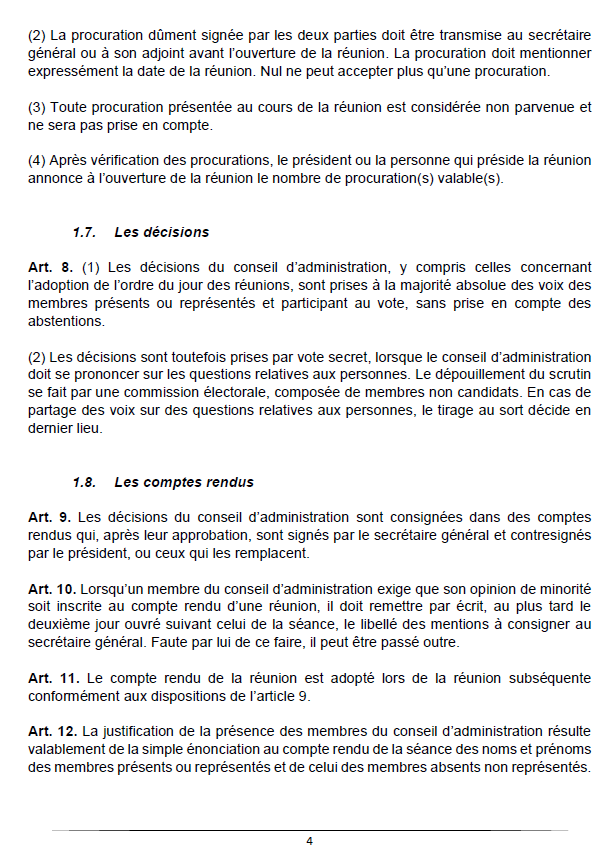 (2) La procuration dûment signée par les deux parties doit être transmise au secrétaire
général ou à son adjoint avant l'ouverture de la réunion. La procuration doit mentionner
expressément la date de la réunion. Nul ne peut accepter plus qu'une procuration.
(3) Toute procuration présentée au cours de la réunion est considérée non parvenue et
ne sera pas prise en compte.
(4) Après vérification des procurations, le président ou la personne qui préside la réunion
annonce à l'ouverture de la réunion le nombre de procuration(s) valable(s).
1.7. Les décisions
Art. 8. (1) Les décisions du conseil d'administration, y compris celles concernant
l'adoption de l'ordre du jour des réunions, sont prises à la majorité absolue des voix des
membres présents ou représentés et participant au vote, sans prise en compte des
abstentions.
(2) Les décisions sont toutefois prises par vote secret, lorsque le conseil d'administration
doit se prononcer sur les questions relatives aux personnes. Le dépouillement du scrutin
se fait par une commission électorale, composée de membres non candidats. En cas de
partage des voix sur des questions relatives aux personnes, le tirage au sort décide en
dernier lieu.
1.8. Les comptes rendus
Art. 9. Les décisions du conseil d'administration sont consignées dans des comptes
rendus qui, après leur approbation, sont signés par le secrétaire général et contresignés
par le président, ou ceux qui les remplacent.
Art. 10. Lorsqu'un membre du conseil d'administration exige que son opinion de minorité
soit inscrite au compte rendu d'une réunion, il doit remettre par écrit, au plus tard le
deuxième jour ouvré suivant celui de la séance, le libellé des mentions à consigner au
secrétaire général. Faute par lui de ce faire, il peut être passé outre.
Art. 11. Le compte rendu de la réunion est adopté lors de la réunion subséquente
conformément aux dispositions de l'article 9.
Art. 12. La justification de la présence des membres du conseil d'administration résulte
valablement de la simple énonciation au compte rendu de la séance des noms et prénoms
des membres présents ou représentés et de celui des membres absents non représentés.
4